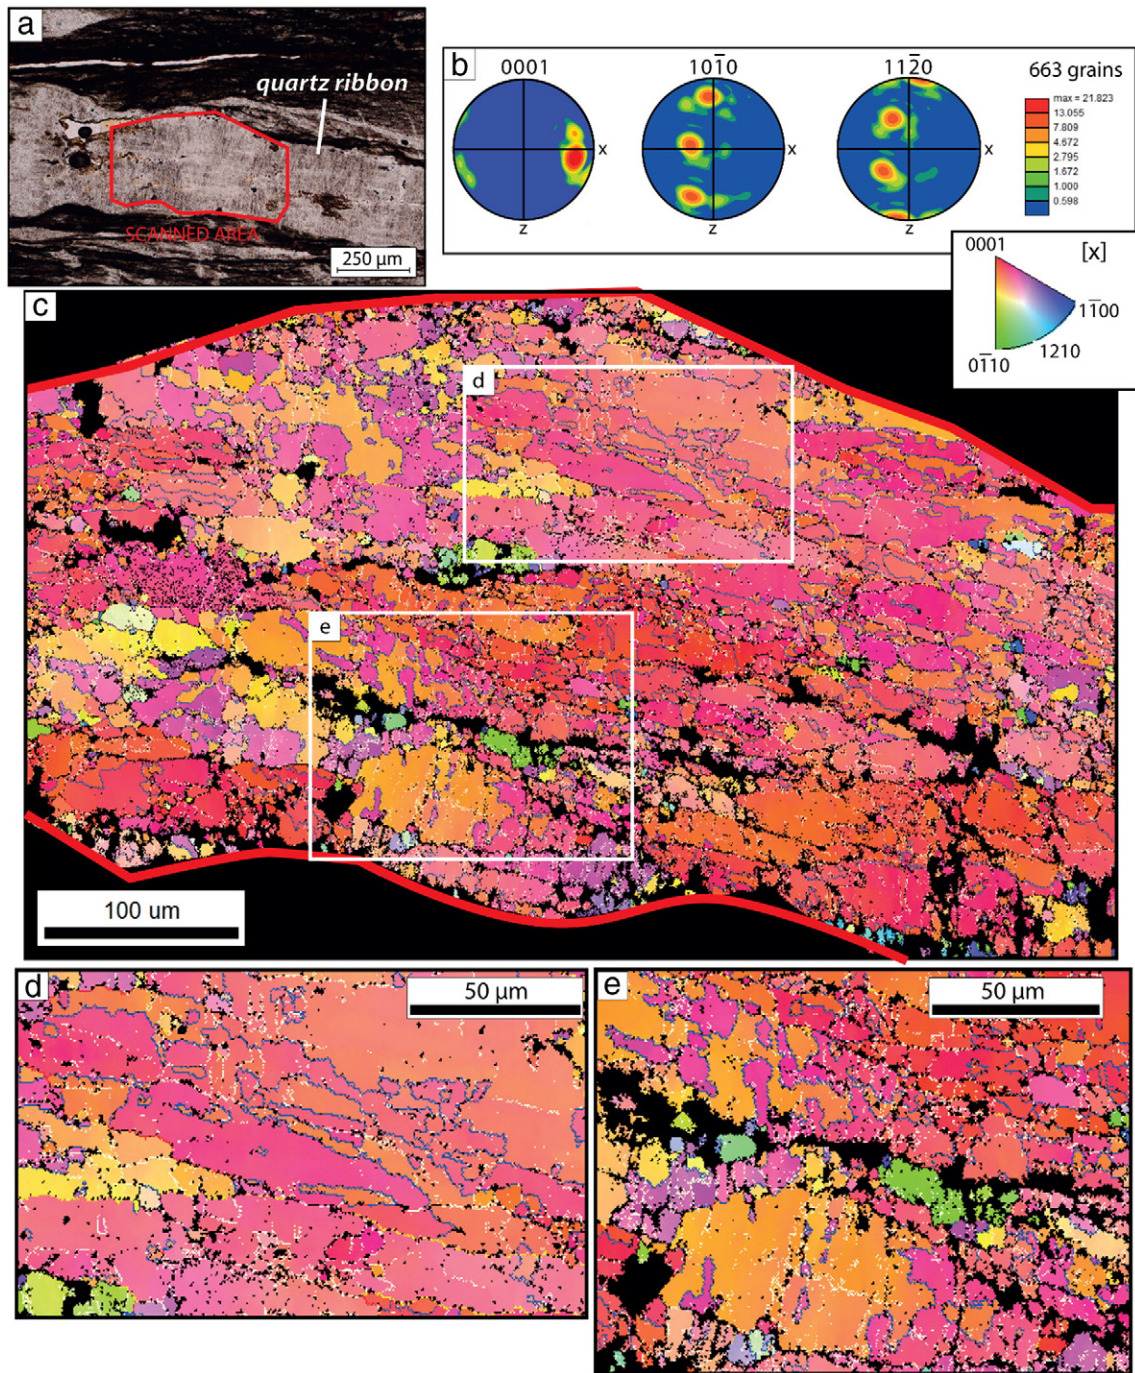 a
quartz ribbon
SCANNED AREA
250 µm
b
0001
101̄0
112̄0
663 grains
max = 21.823
13.055
7.809
4.672
2.795
1.672
1.000
0.598
x
x
x
z
z
z
0001
[x]
11̄00
1210
01̄10
c
d
e
100 um
d
50 µm
e
50 µm